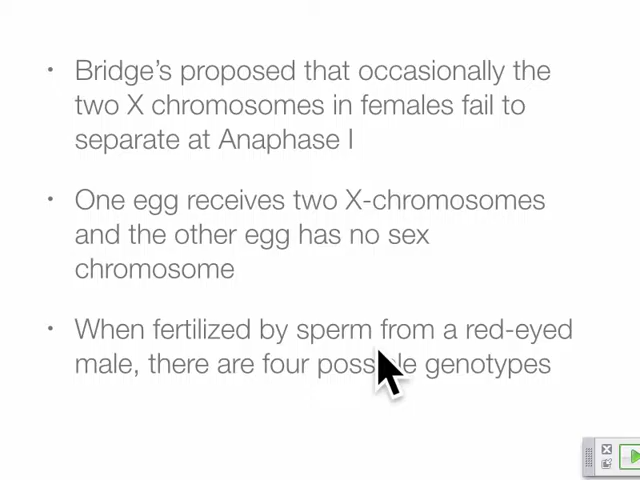 • Bridge's proposed that occasionally the
two X chromosomes in females fail to
separate at Anaphase I
• One egg receives two X-chromosomes
and the other egg has no sex
chromosome
• When fertilized by sperm from a red-eyed
male, there are four possible genotypes